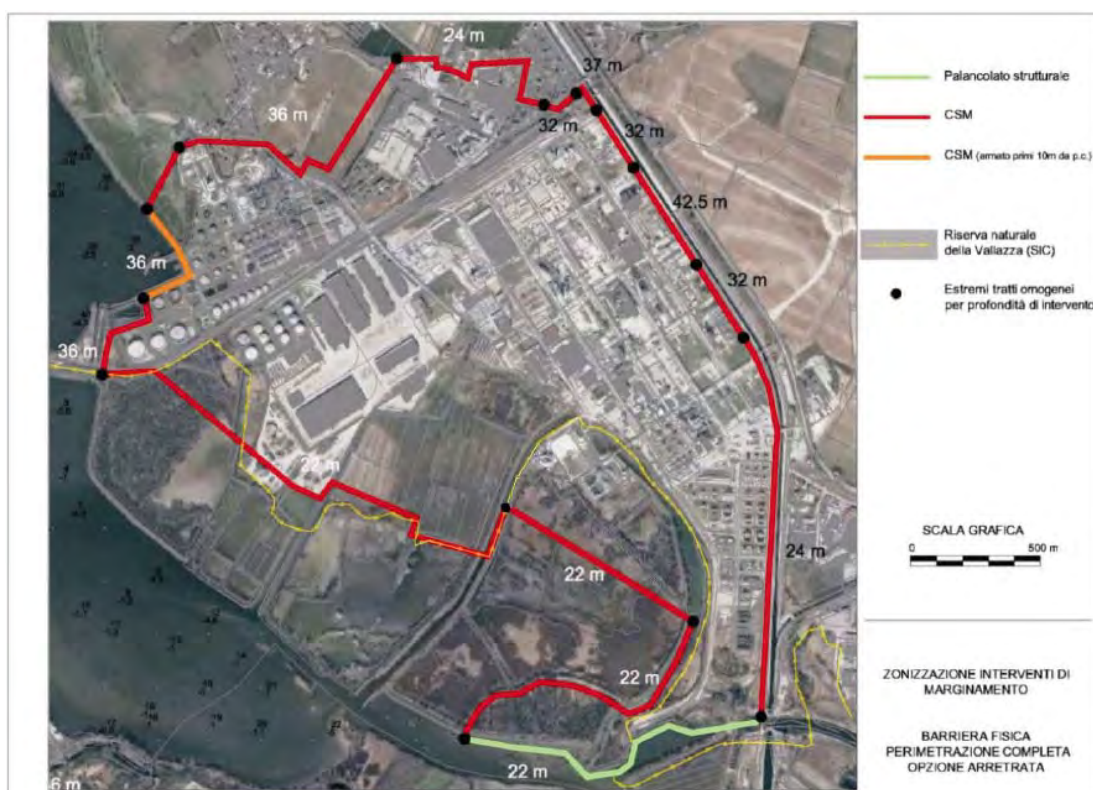 24 m
37 m
36 m
32 m
32 m
42.5 m
36 m
32 m
36 m
22 m
24 m
22 m
22 m
22 m
6 m
Palancolato strutturale
CSM
CSM (armato primi 10m da p.c.)
Riserva naturale
della Vallazza (SIC)
Estremi tratti omogenei
per profondità di intervento
SCALA GRAFICA
0 500 m
ZONIZZAZIONE INTERVENTI DI
MARGINAMENTO
BARRIERA FISICA
PERIMETRAZIONE COMPLETA
OPZIONE ARRETRATA